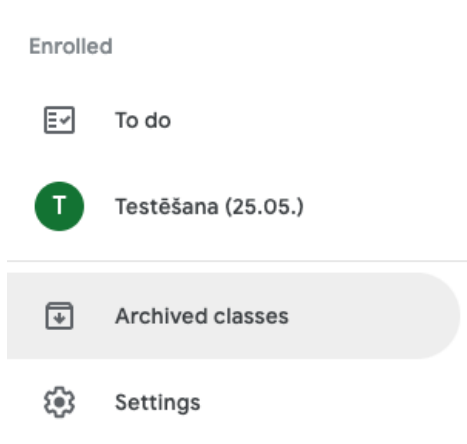 Enrolled
To do
T
Testēšana (25.05.)
Archived classes
Settings